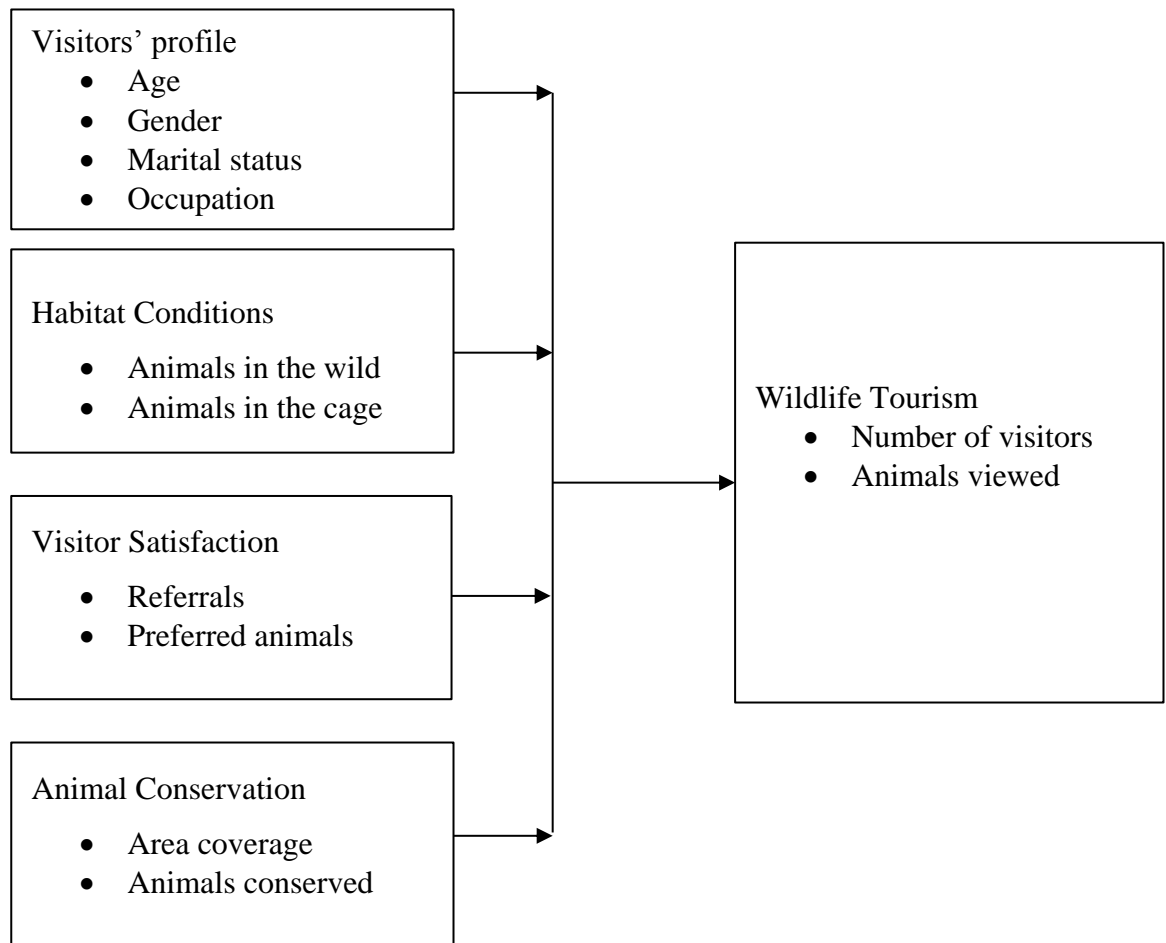 Visitors’ profile
• Age
• Gender
• Marital status
• Occupation
Habitat Conditions
• Animals in the wild
• Animals in the cage
Visitor Satisfaction
• Referrals
• Preferred animals
Animal Conservation
• Area coverage
• Animals conserved
Wildlife Tourism
• Number of visitors
• Animals viewed